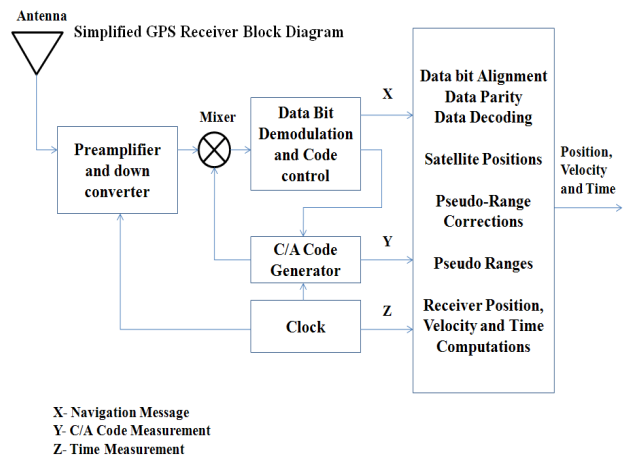 Antenna
Simplified GPS Receiver Block Diagram
Preamplifier
and down
converter
Mixer
Data Bit
Demodulation
and Code
control
X
C/A Code
Generator
Y
Clock
Z
Data bit Alignment
Data Parity
Data Decoding
Satellite Positions
Pseudo-Range
Corrections
Pseudo Ranges
Receiver Position,
Velocity and Time
Computations
Position,
Velocity
and Time
X- Navigation Message
Y- C/A Code Measurement
Z- Time Measurement